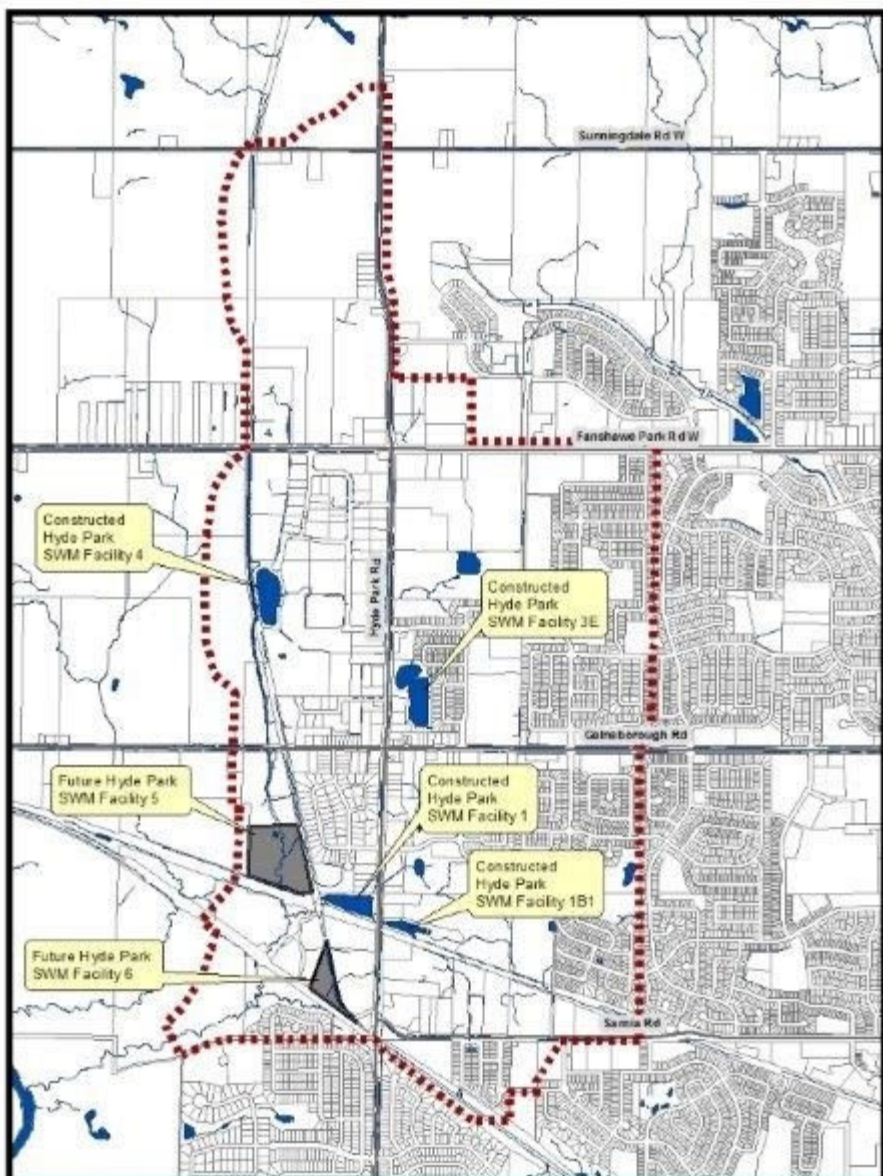 Sunningdale Rd W
Fanshawe Park Rd W
Constructed
Hyde Park
SWM Facility 4
Hyde Park Rd
Constructed
Hyde Park
SWM Facility 3E
Gainsborough Rd
Future Hyde Park
SWM Facility 5
Constructed
Hyde Park
SWM Facility 1
Constructed
Hyde Park
SWM Facility 1B1
Future Hyde Park
SWM Facility 6
Sarnia Rd